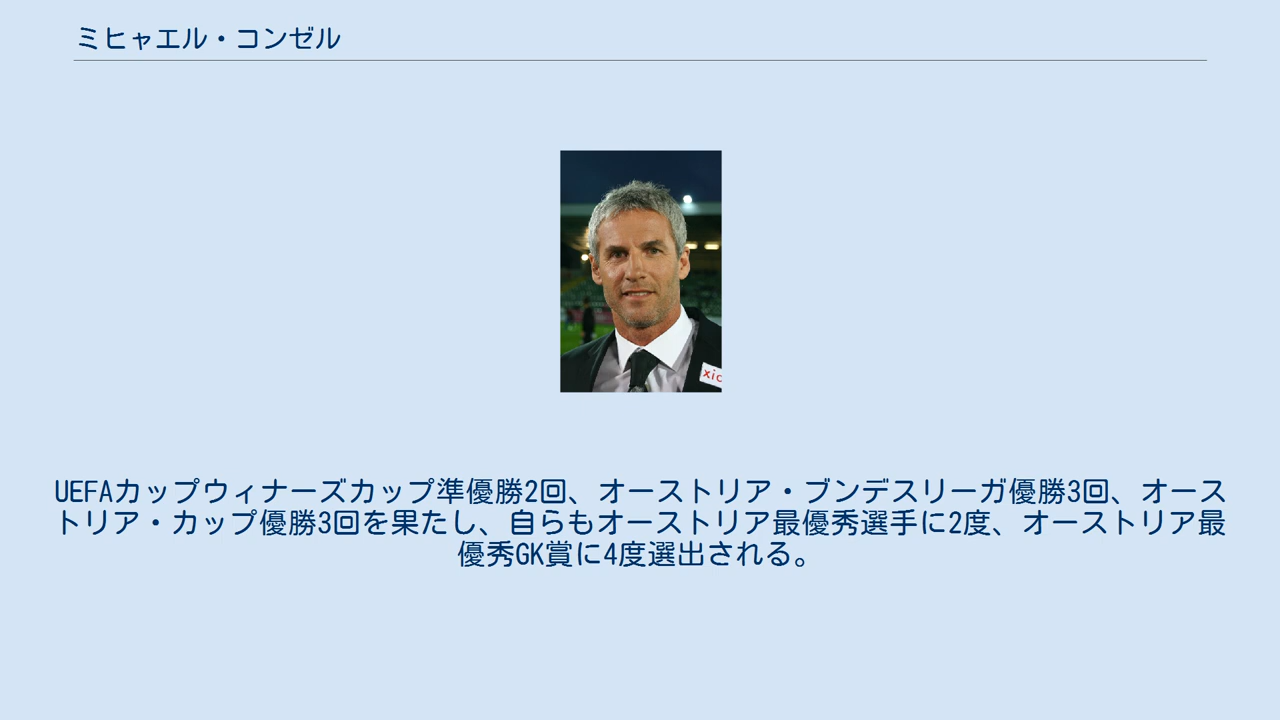 ミヒャエル・コンゼル
xic
UEFAカップウィナーズカップ準優勝2回、オーストリア・ブンデスリーガ優勝3回、オース
トリア・カップ優勝3回を果たし、自らもオーストリア最優秀選手に2度、オーストリア最
優秀GK賞に4度選出される。